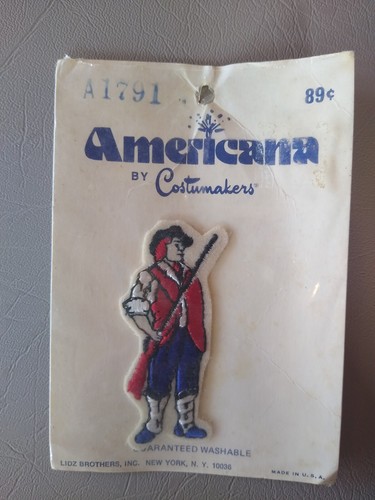 A1791 89¢
Americana
BY Costumakers®
GUARANTEED WASHABLE
LIDZ BROTHERS, INC. NEW YORK, N. Y. 10036
MADE IN U.S.A.